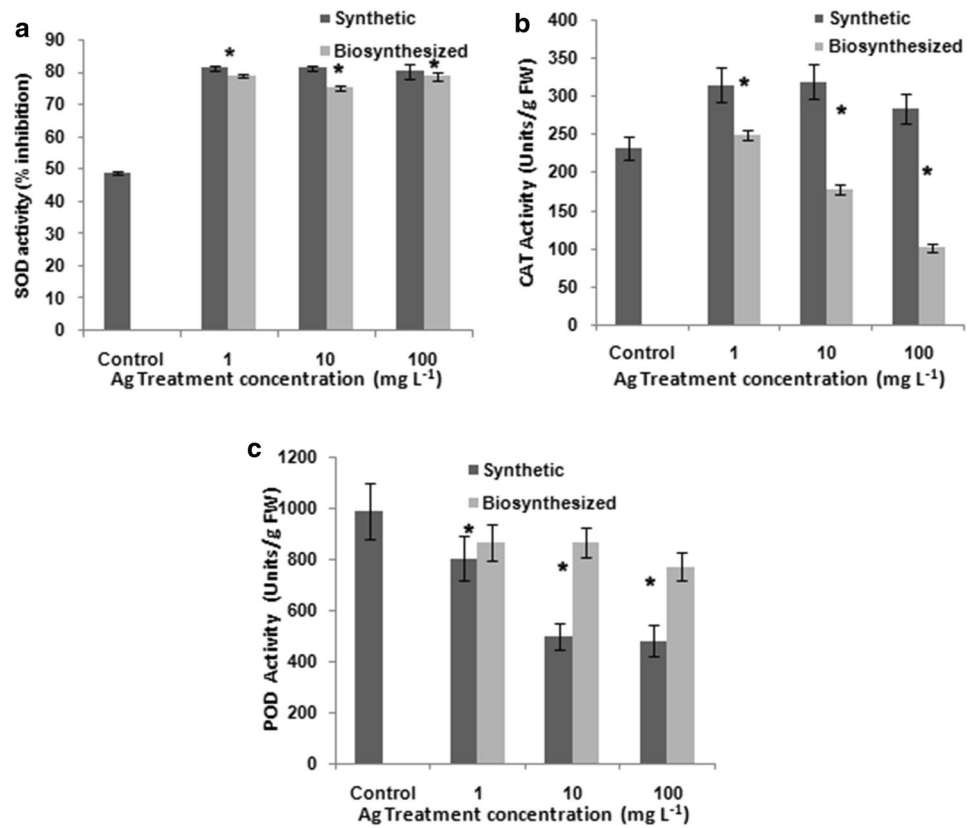 a
SOD activity (% inhibition)
90
80
70
60
50
40
30
20
10
0
Synthetic
Biosynthesized
*
*
*
Control 1 10 100
Ag Treatment concentration (mg L-1)
b
CAT Activity (Units/g FW)
400
350
300
250
200
150
100
50
0
Synthetic
Biosynthesized
*
*
*
Control 1 10 100
Ag Treatment concentration (mg L-1)
c
POD Activity (Units/g FW)
1200
1000
800
600
400
200
0
Synthetic
Biosynthesized
*
*
*
Control 1 10 100
Ag Treatment concentration (mg L-1)